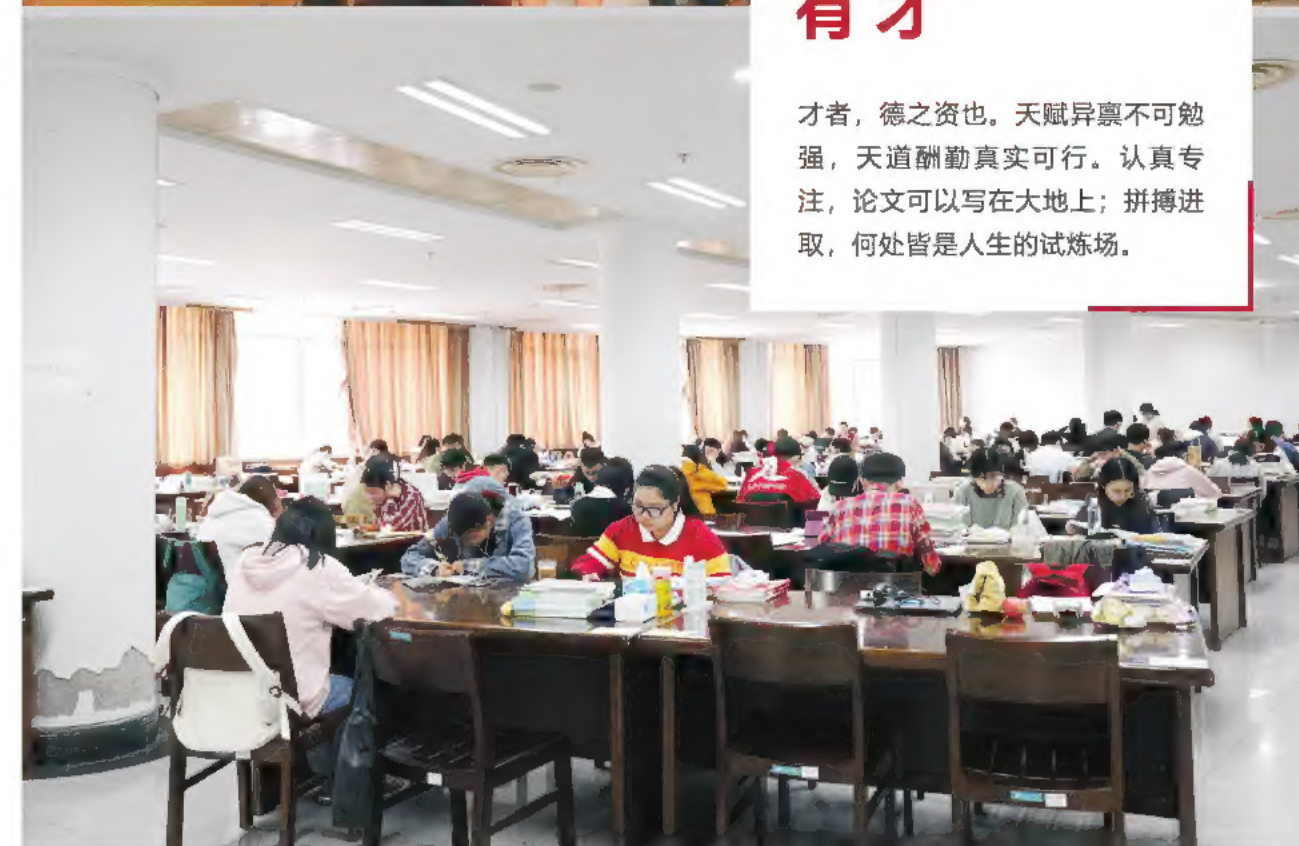 有才
才者，德之资也。天赋异禀不可勉
强，天道酬勤真实可行。认真专
注，论文可以写在大地上；拼搏进
取，何处皆是人生的试炼场。